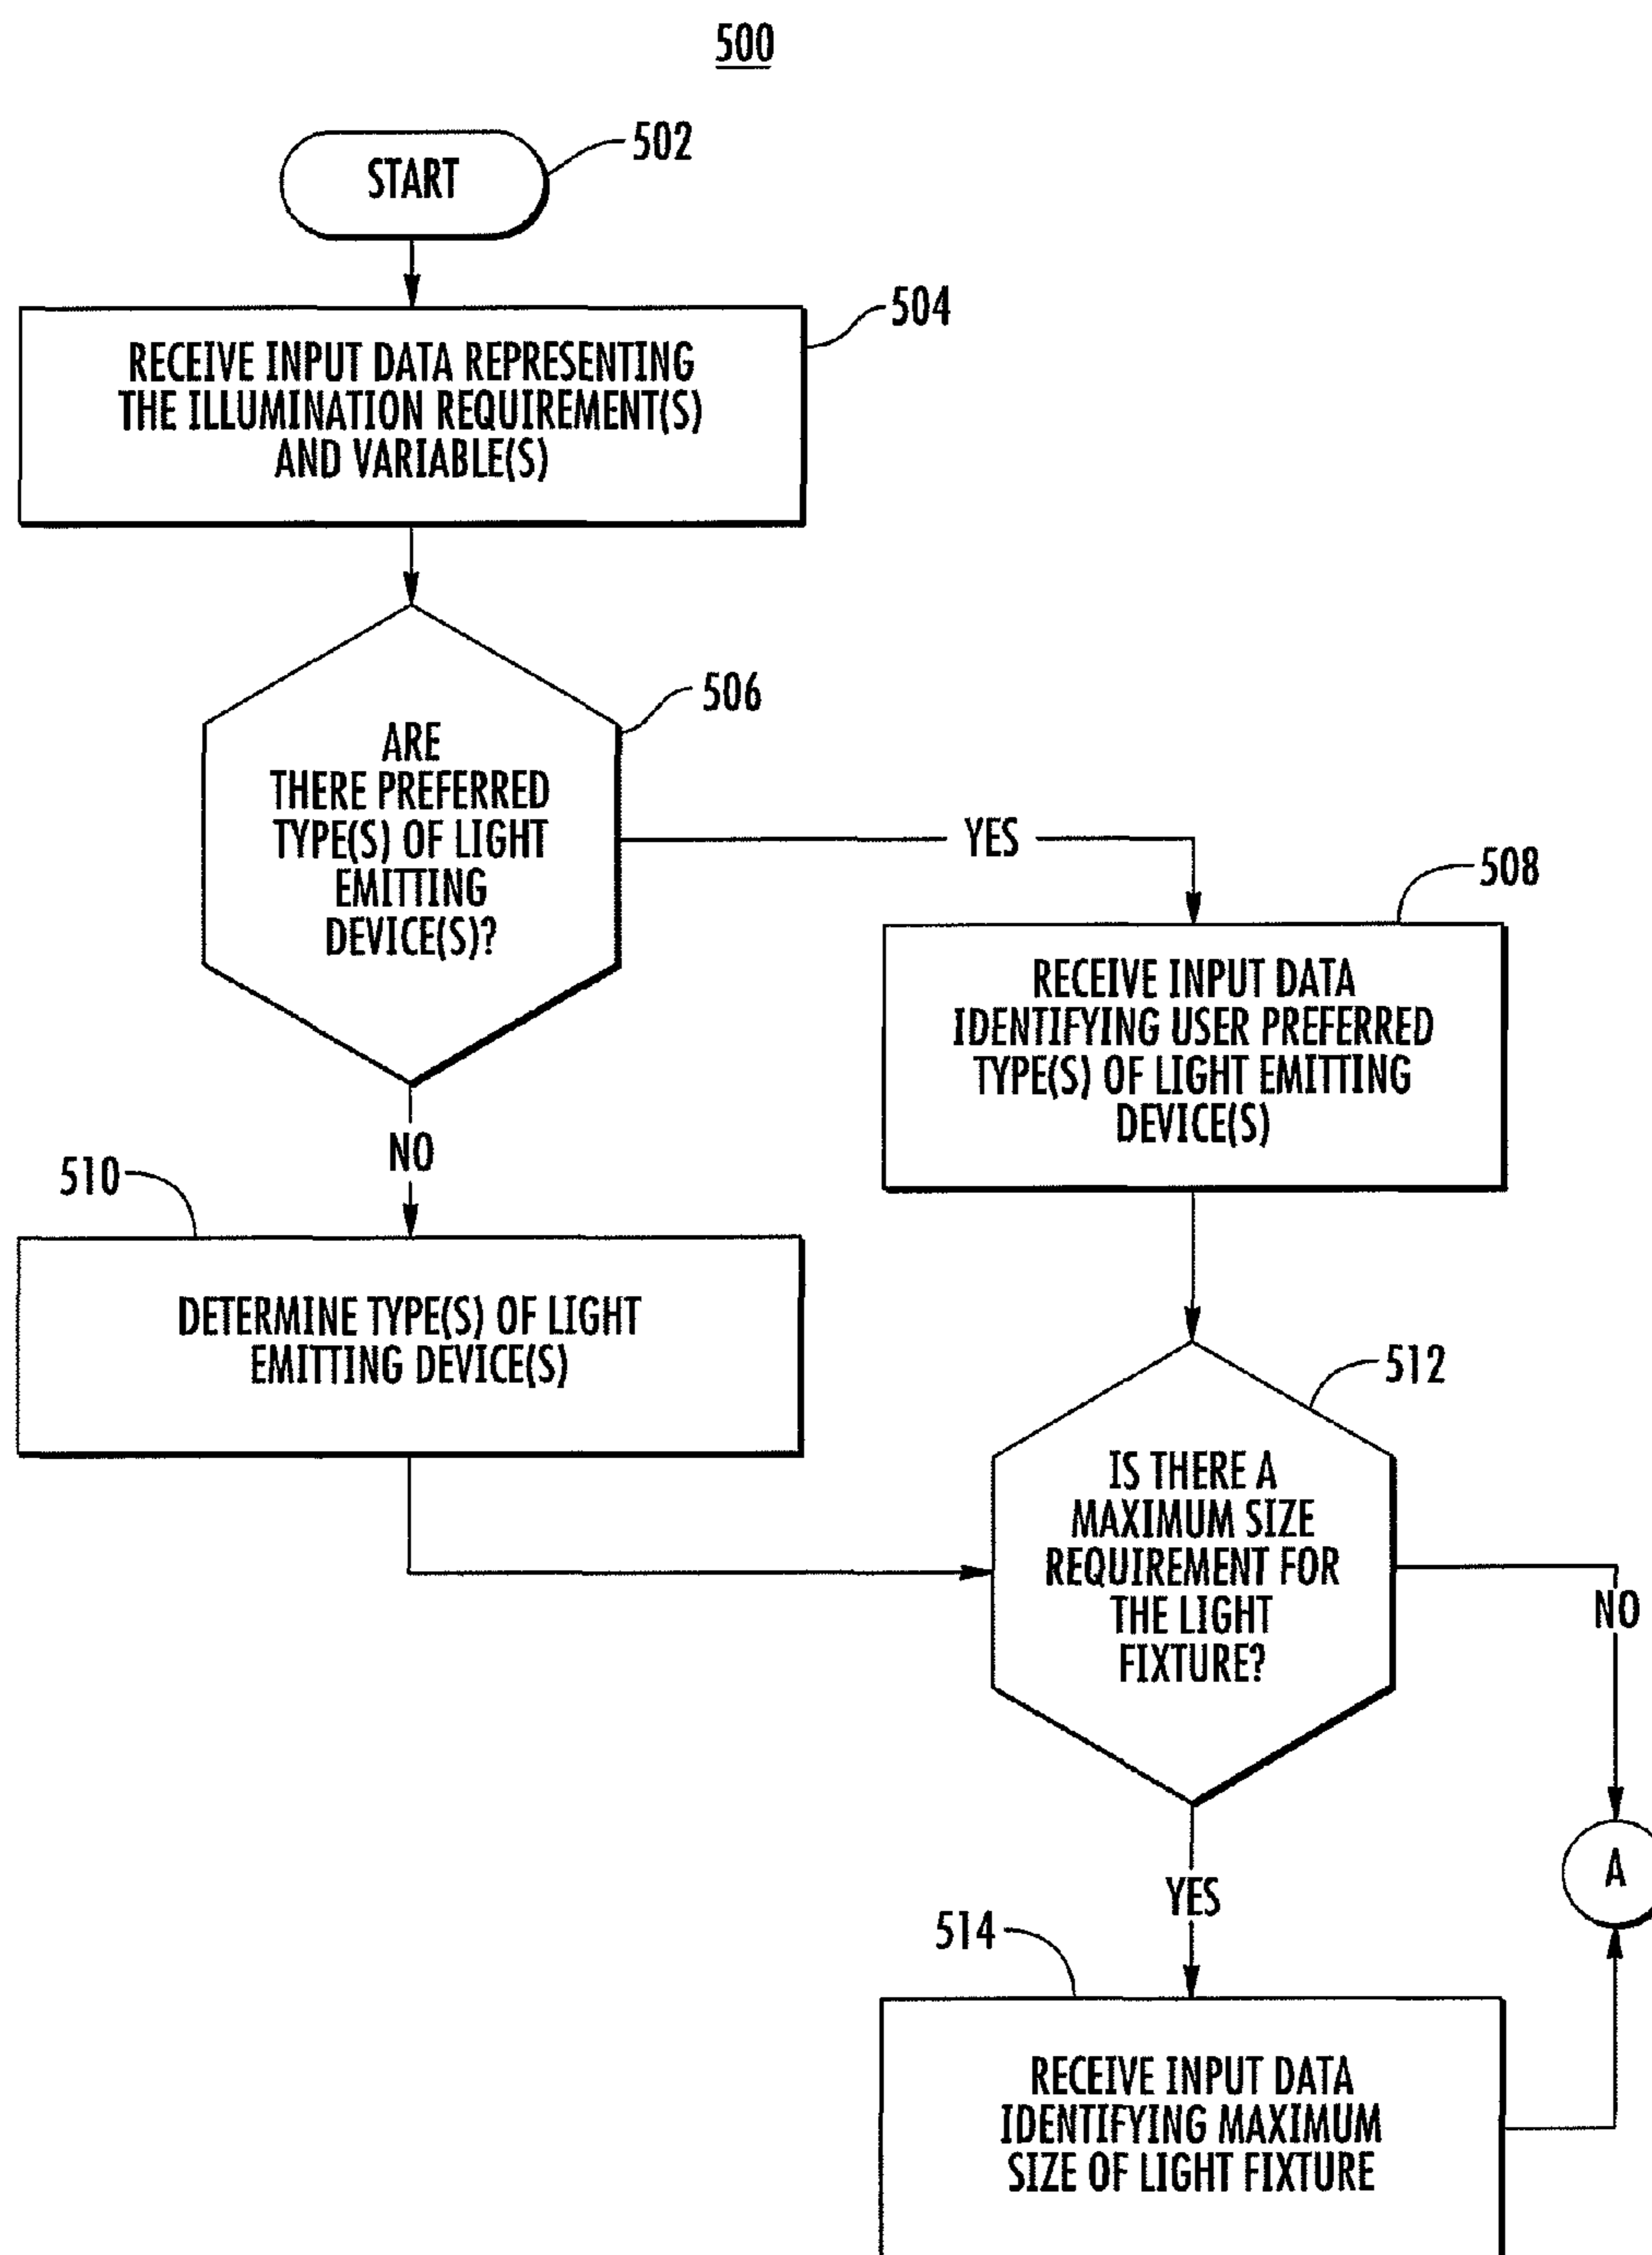 500
START
502
RECEIVE INPUT DATA REPRESENTING
THE ILLUMINATION REQUIREMENT(S)
AND VARIABLE(S)
504
ARE
THERE PREFERRED
TYPE(S) OF LIGHT
EMITTING
DEVICE(S)?
506
YES
508
RECEIVE INPUT DATA
IDENTIFYING USER PREFERRED
TYPE(S) OF LIGHT EMITTING
DEVICE(S)
NO
510
DETERMINE TYPE(S) OF LIGHT
EMITTING DEVICE(S)
512
IS THERE A
MAXIMUM SIZE
REQUIREMENT FOR
THE LIGHT
FIXTURE?
NO
A
YES
514
RECEIVE INPUT DATA
IDENTIFYING MAXIMUM
SIZE OF LIGHT FIXTURE